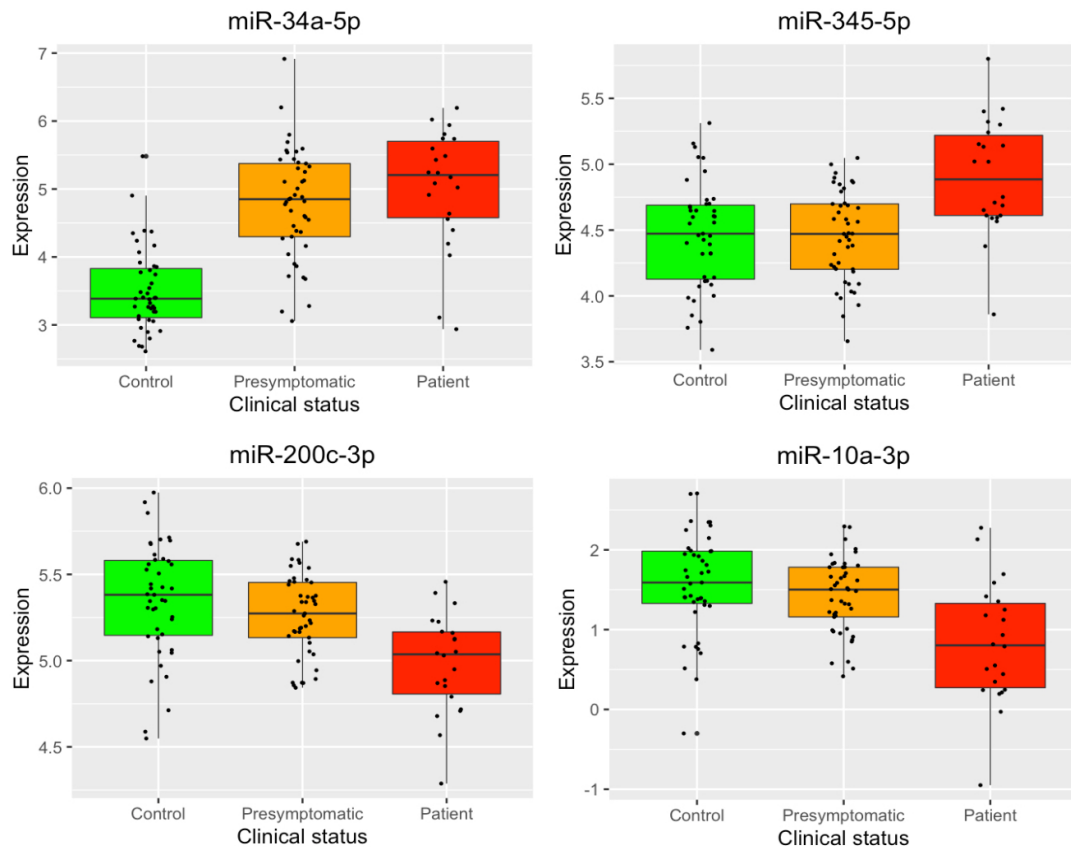 miR-34a-5p
7
6
5
4
3
Expression
Control Presymptomatic Patient
Clinical status
miR-345-5p
5.5
5.0
4.5
4.0
3.5
Expression
Control Presymptomatic Patient
Clinical status
miR-200c-3p
6.0
5.5
5.0
4.5
Expression
Control Presymptomatic Patient
Clinical status
miR-10a-3p
2
1
0
-1
Expression
Control Presymptomatic Patient
Clinical status